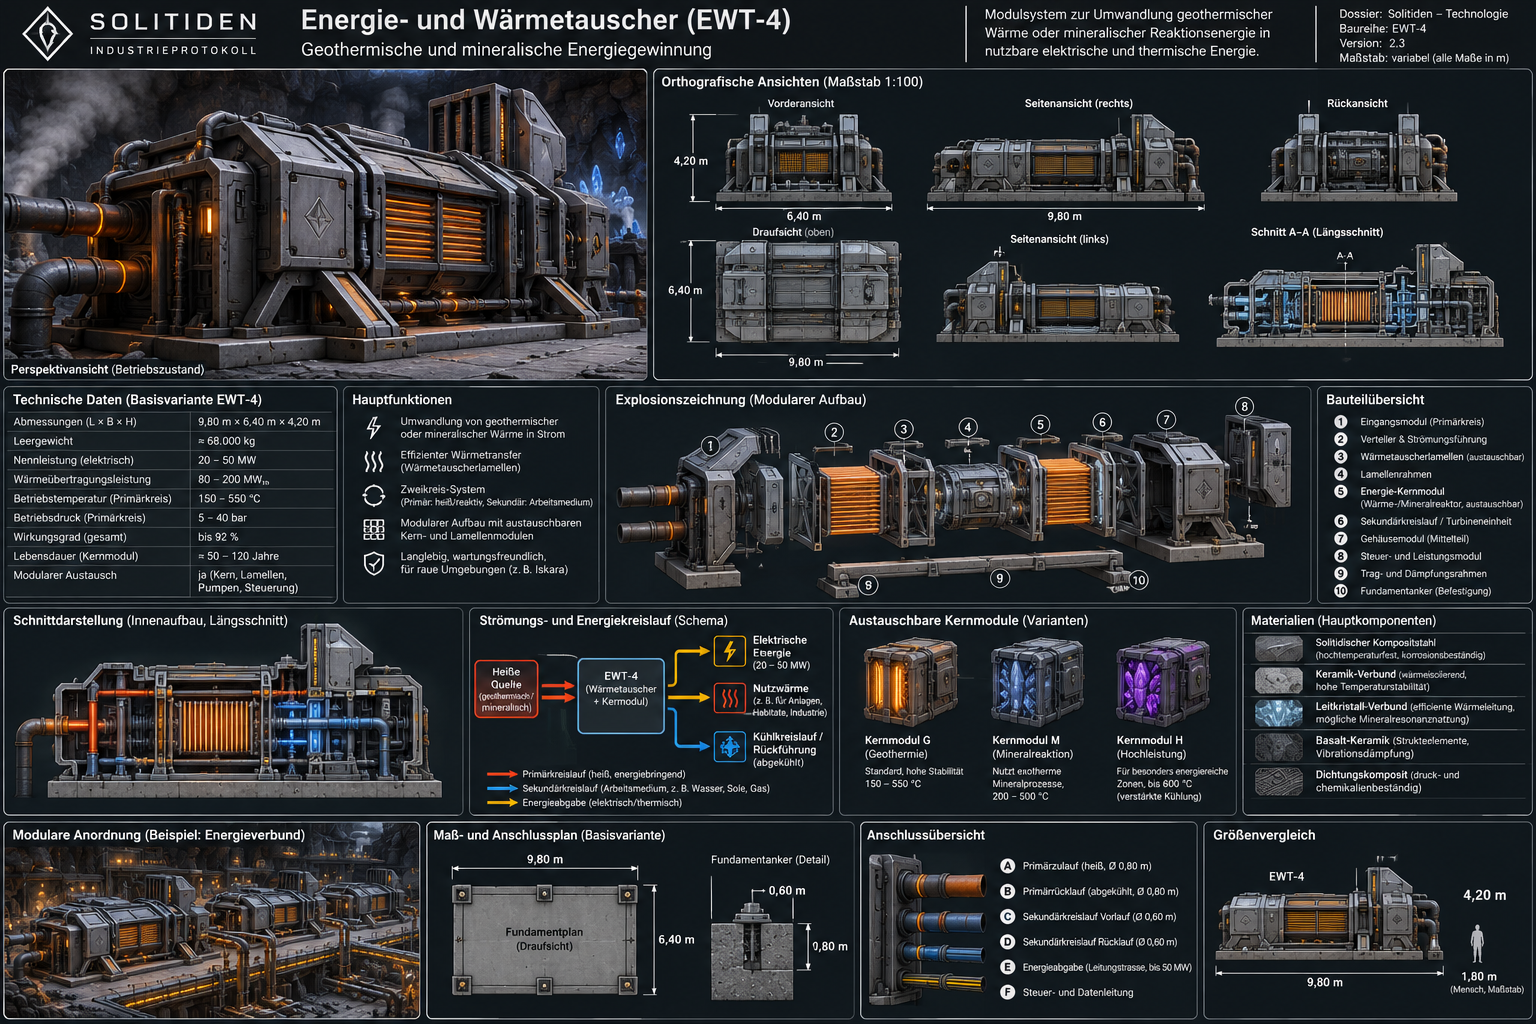 SOLITIDEN
INDUSTRIEPROTOKOLL
Energie- und Wärmetauscher (EWT-4)
Geothermische und mineralische Energiegewinnung
Modulsystem zur Umwandlung geothermischer
Wärme oder mineralischer Reaktionsenergie in
nutzbare elektrische und thermische Energie.
Dossier: Solitiden – Technologie
Baureihe: EWT-4
Version: 2.3
Maßstab: variabel (alle Maße in m)
Perspektivansicht (Betriebszustand)
Orthografische Ansichten (Maßstab 1:100)
Vorderansicht
Seitenansicht (rechts)
Rückansicht
4,20 m
6,40 m
9,80 m
Draufsicht (oben)
Seitenansicht (links)
Schnitt A–A (Längsschnitt)
A-A
6,40 m
9,80 m
Technische Daten (Basisvariante EWT-4)
Abmessungen (L × B × H) 9,80 m × 6,40 m × 4,20 m
Leergewicht ≈ 68.000 kg
Nennleistung (elektrisch) 20 – 50 MW
Wärmeübertragungsleistung 80 – 200 MW
Betriebstemperatur (Primärkreis) 150 – 550 °C
Betriebsdruck (Primärkreis) 5 – 40 bar
Wirkungsgrad (gesamt) bis 92 %
Lebensdauer (Kernmodul) ≈ 50 – 120 Jahre
Modularer Austausch ja (Kern, Lamellen,
Pumpen, Steuerung)
Hauptfunktionen
Umwandlung von geothermischer
oder mineralischer Wärme in Strom
Effizienter Wärmetransfer
(Wärmetauscherlamellen)
Zweikreis-System
(Primär: heiß/reaktiv, Sekundär: Arbeitsmedium)
Modularer Aufbau mit austauschbaren
Kern- und Lamellenmodulen
Langlebig, wartungsfreundlich,
für raue Umgebungen (z. B. Iskara)
Explosionszeichnung (Modularer Aufbau)
1
2
3
4
5
6
7
8
9
9
10
Bauteilübersicht
1 Eingangsmodul (Primärkreis)
2 Verteiler & Strömungsführung
3 Wärmetauscherlamellen (austauschbar)
4 Lamellenrahmen
5 Energie-Kernmodul
(Wärme-/Mineralreaktor, austauschbar)
6 Sekundärkreislauf / Turbineneinheit
7 Gehäusemodul (Mittelteil)
8 Steuer- und Leistungsmodul
9 Trag- und Dämpfungsrahmen
10 Fundamentanker (Befestigung)
Schnittdarstellung (Innenaufbau, Längsschnitt)
Strömungs- und Energiekreislauf (Schema)
Heiße
Quelle
(geothermisch/
mineralisch)
EWT-4
(Wärmetauscher
+ Kermodul)
Elektrische
Energie
(20 – 50 MW)
Nutzwärme
(z. B. für Anlagen,
Habitate, Industrie)
Kühlkreislauf /
Rückführung
(abgekühlt)
Primärkreislauf (heiß, energiebringend)
Sekundärkreislauf (Arbeitsmedium, z. B. Wasser, Sole, Gas)
Energieabgabe (elektrisch/thermisch)
Austauschbare Kernmodule (Varianten)
Kernmodul G
(Geothermie)
Standard, hohe Stabilität
150 – 550 °C
Kernmodul M
(Mineralreaktion)
Nutzt exotherme
Mineralprozesse,
200 – 500 °C
Kernmodul H
(Hochleistung)
Für besonders energiereiche
Zonen, bis 600 °C
(verstärkte Kühlung)
Materialien (Hauptkomponenten)
Solitidischer Kompositstahl
(hochtemperaturfest, korrosionsbeständig)
Keramik-Verbund (wärmeisolierend,
hohe Temperaturstabilität)
Leitkristall-Verbund (efficiente Wärmeleitung,
mögliche Mineralresonanznattung)
Basalt-Keramik (Strukteelemente,
Vibrationsdämpfung)
Dichtungskomposit (druck- und
chemikalienbeständig)
Modulare Anordnung (Beispiel: Energieverbund)
Maß- und Anschlussplan (Basisvariante)
9,80 m
Fundamentplan
(Draufsicht)
6,40 m
Fundamentanker (Detail)
0,60 m
0,80 m
Anschlussübersicht
A Primärzulauf (heiß, Ø 0,80 m)
B Primärrücklauf (abgekühlt, Ø 0,80 m)
C Sekundärkreislauf Vorlauf (Ø 0,60 m)
D Sekundärkreislauf Rücklauf (Ø 0,60 m)
E Energieabgabe (Leitungstrasse, bis 50 MW)
F Steuer- und Datenleitung
Größenvergleich
EWT-4
4,20 m
9,80 m
1,80 m
(Mensch, Maßstab)